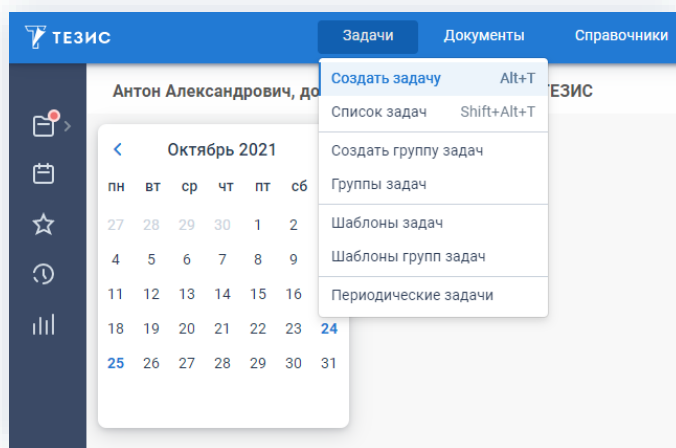 ТЕЗИС
Задачи Документы Справочники
Антон Александрович, до ТЕЗИС
Создать задачу Alt+T
Список задач Shift+Alt+T
Создать группу задач
Группы задач
Шаблоны задач
Шаблоны групп задач
Периодические задачи
Октябрь 2021
пн вт ср чт пт сб
27 28 29 30 1 2
4 5 6 7 8 9
11 12 13 14 15 16
18 19 20 21 22 23 24
25 26 27 28 29 30 31